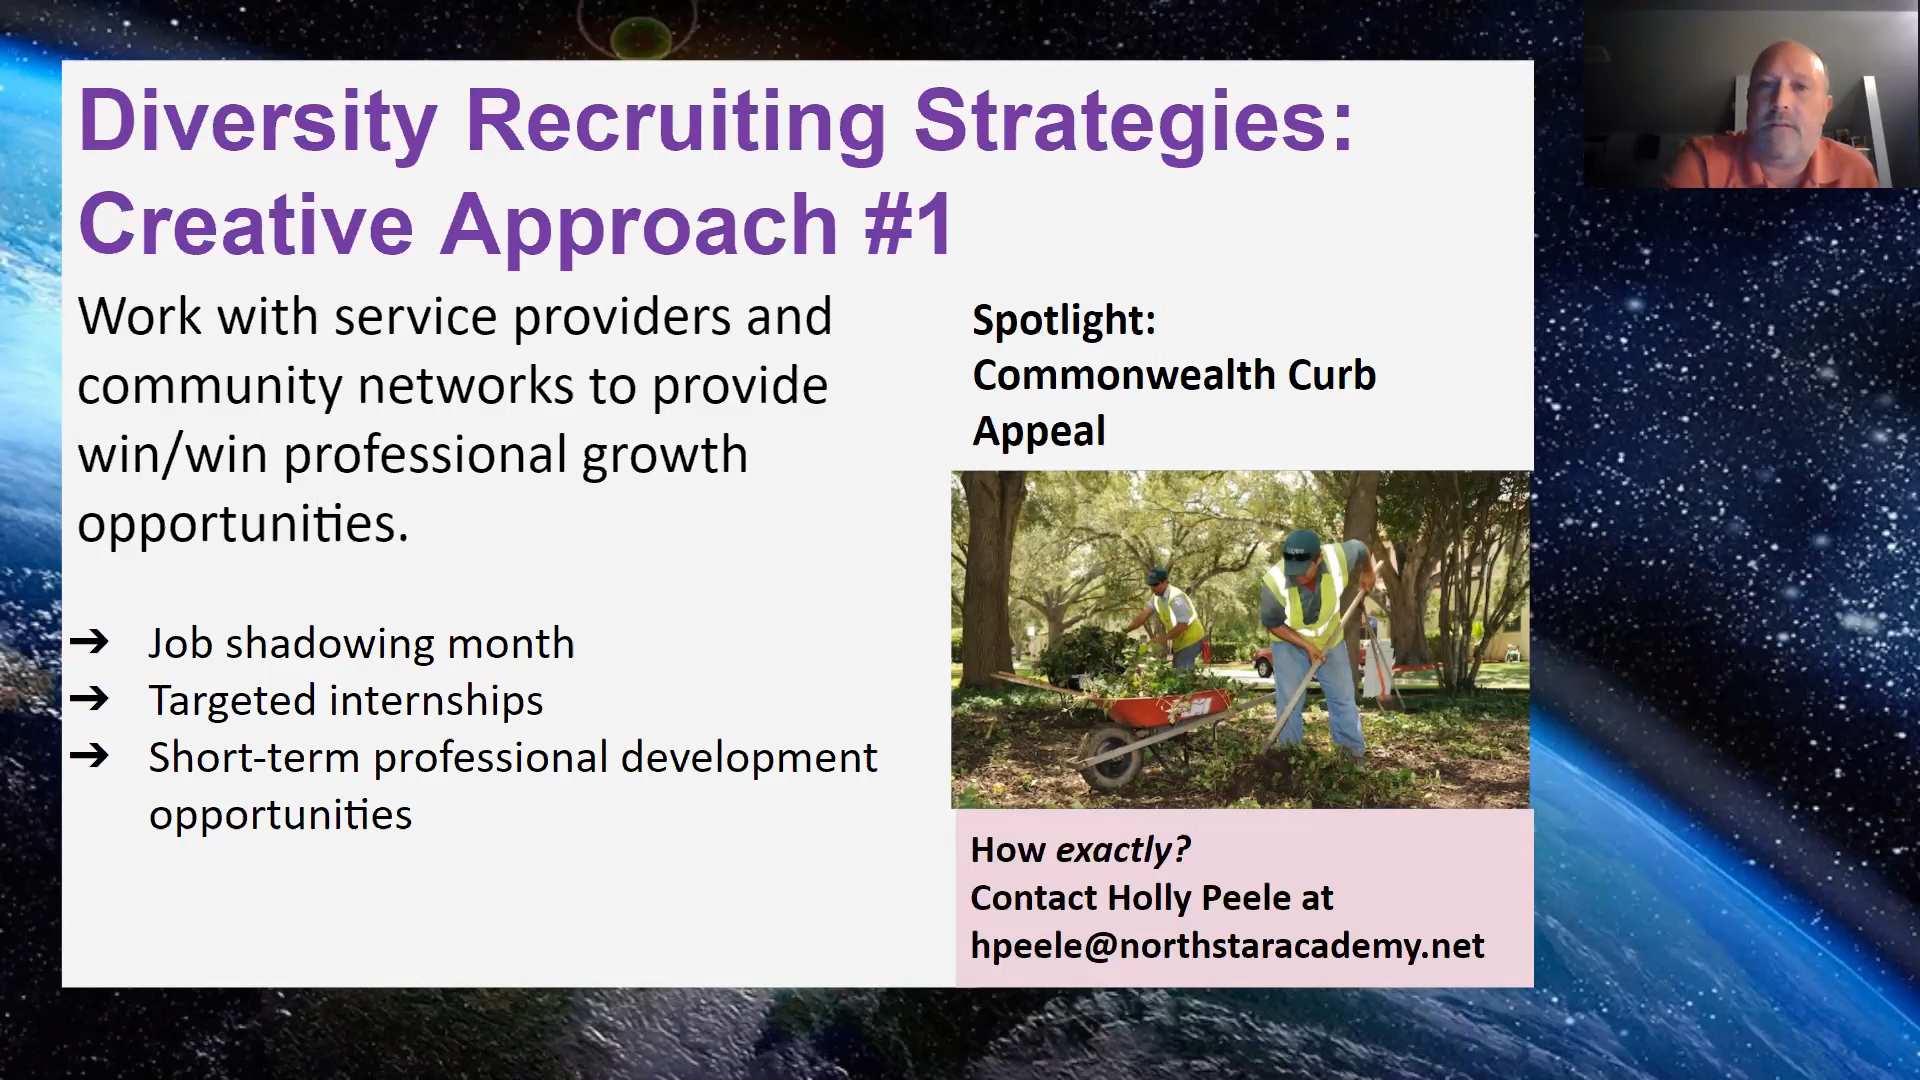 Diversity Recruiting Strategies:
Creative Approach #1
Work with service providers and
community networks to provide
win/win professional growth
opportunities.
➔ Job shadowing month
➔ Targeted internships
➔ Short-term professional development
opportunities
Spotlight:
Commonwealth Curb
Appeal
How exactly?
Contact Holly Peele at
hpeele@northstaracademy.net